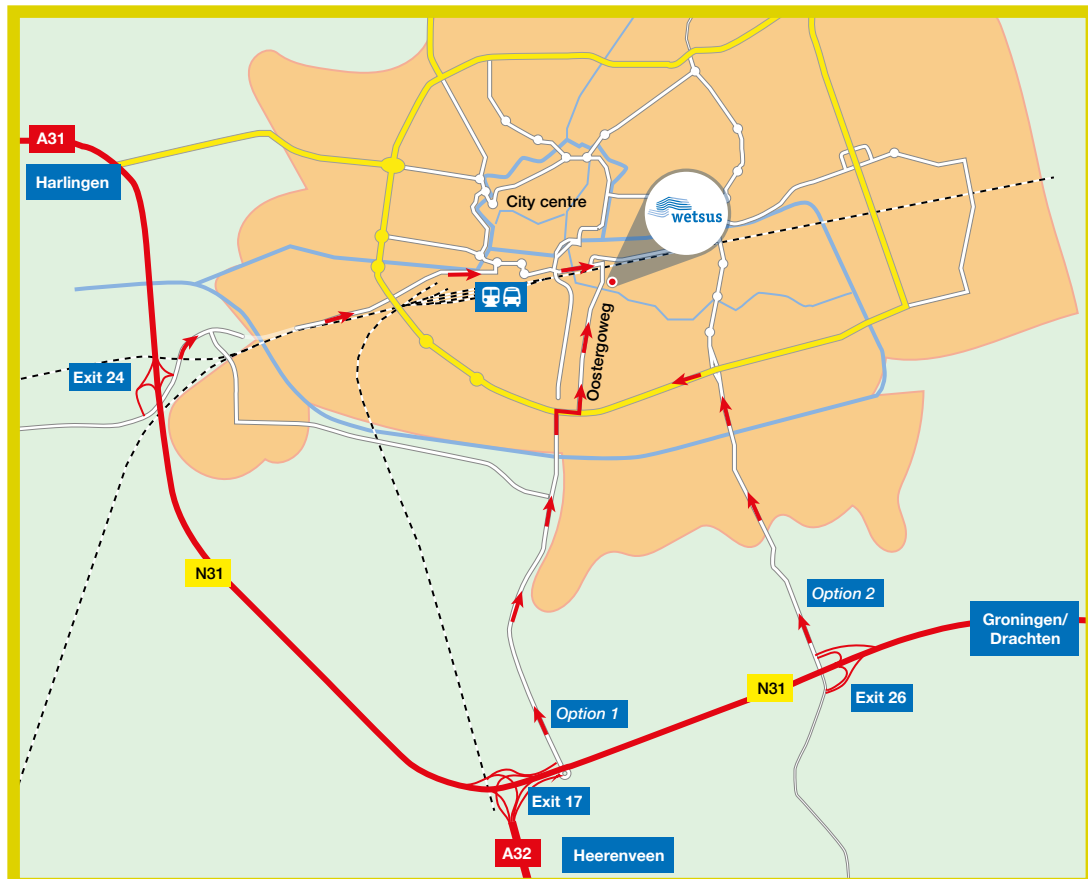 A31
Harlingen
City centre
wetsus
Oostergoweg
Exit 24
N31
Option 2
Groningen/
Drachten
N31
Exit 26
Option 1
Exit 17
A32
Heerenveen